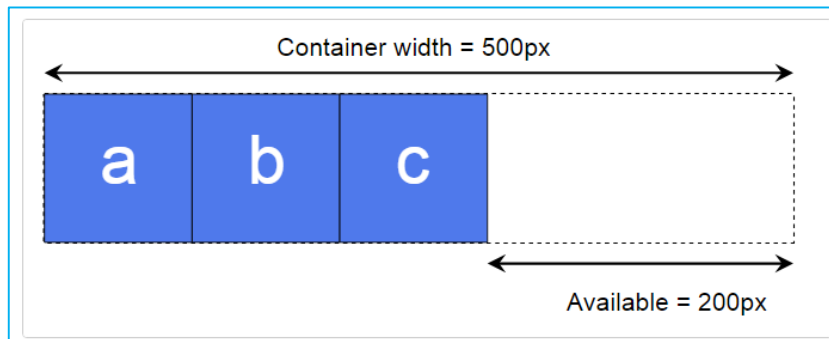 Container width = 500px
a b c
Available = 200px